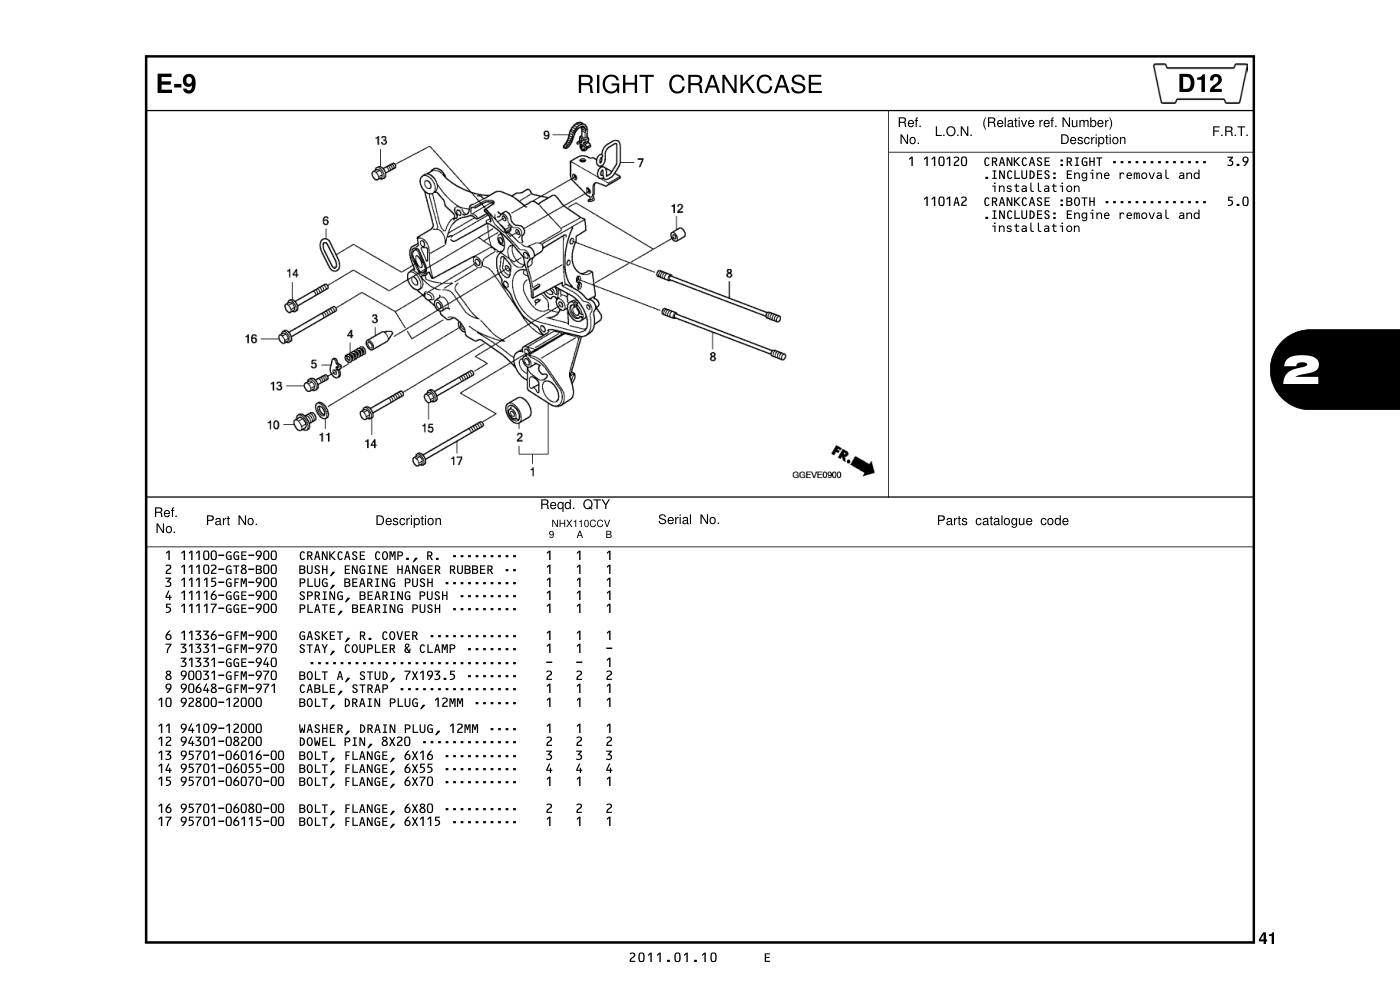 E-9 RIGHT CRANKCASE D12
13
9
7
12
6
14
8
16
3
4
5
13
8
10
11
14
15
2
17
1
FR.
GGEVE0900
Ref. No. L.O.N. (Relative ref. Number) Description F.R.T.
1 110120 CRANKCASE :RIGHT ------------- 3.9
.INCLUDES: Engine removal and
installation
1101A2 CRANKCASE :BOTH -------------- 5.0
.INCLUDES: Engine removal and
installation
2
Ref. No. Part No. Description Reqd. QTY Serial No. Parts catalogue code
NHX110CCV
9 A B
1 11100-GGE-900 CRANKCASE COMP., R. --------- 1 1 1
2 11102-GT8-B00 BUSH, ENGINE HANGER RUBBER -- 1 1 1
3 11115-GFM-900 PLUG, BEARING PUSH ---------- 1 1 1
4 11116-GGE-900 SPRING, BEARING PUSH -------- 1 1 1
5 11117-GGE-900 PLATE, BEARING PUSH --------- 1 1 1
6 11336-GFM-900 GASKET, R. COVER ------------ 1 1 1
7 31331-GFM-970 STAY, COUPLER & CLAMP ------- 1 1 -
31331-GGE-940 ---------------------------- - - 1
8 90031-GFM-970 BOLT A, STUD, 7X193.5 ------- 2 2 2
9 90648-GFM-971 CABLE, STRAP ---------------- 1 1 1
10 92800-12000 BOLT, DRAIN PLUG, 12MM ------ 1 1 1
11 94109-12000 WASHER, DRAIN PLUG, 12MM ---- 1 1 1
12 94301-08200 DOWEL PIN, 8X20 ------------- 2 2 2
13 95701-06016-00 BOLT, FLANGE, 6X16 ---------- 3 3 3
14 95701-06055-00 BOLT, FLANGE, 6X55 ---------- 4 4 4
15 95701-06070-00 BOLT, FLANGE, 6X70 ---------- 1 1 1
16 95701-06080-00 BOLT, FLANGE, 6X80 ---------- 2 2 2
17 95701-06115-00 BOLT, FLANGE, 6X115 --------- 1 1 1
41
2011.01.10 E